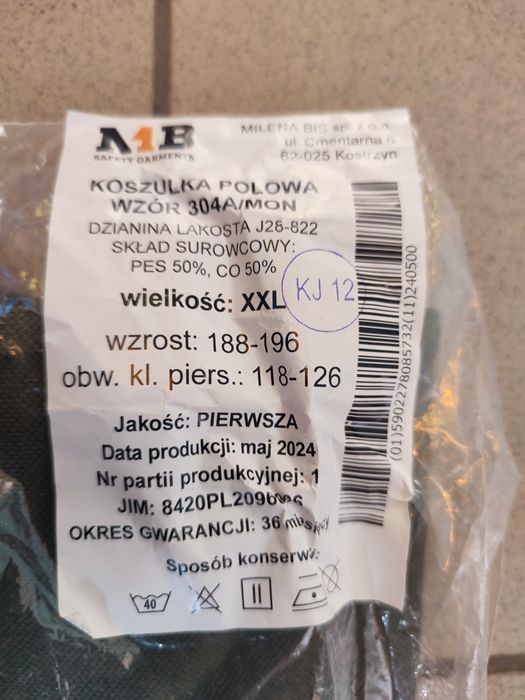 MB
SAFETY GARMENTS
MILENA BIS sp. z o.o.
ul. Cmentarna 6
62-025 Kostrzyn
KOSZULKA POLOWA
WZÓR 304A/MON
DZIANINA LAKOSTA J28-822
SKŁAD SUROWCOWY:
PES 50%, CO 50%
wielkość: XXL
KJ 12
wzrost: 188-196
obw. kl. piers.: 118-126
Jakość: PIERWSZA
Data produkcji: maj 2024
Nr partii produkcyjnej: 1
JIM:
OKRES GWARANCJI: 36 miesięcy
Sposób
40
(01)5902278085732(11)240500